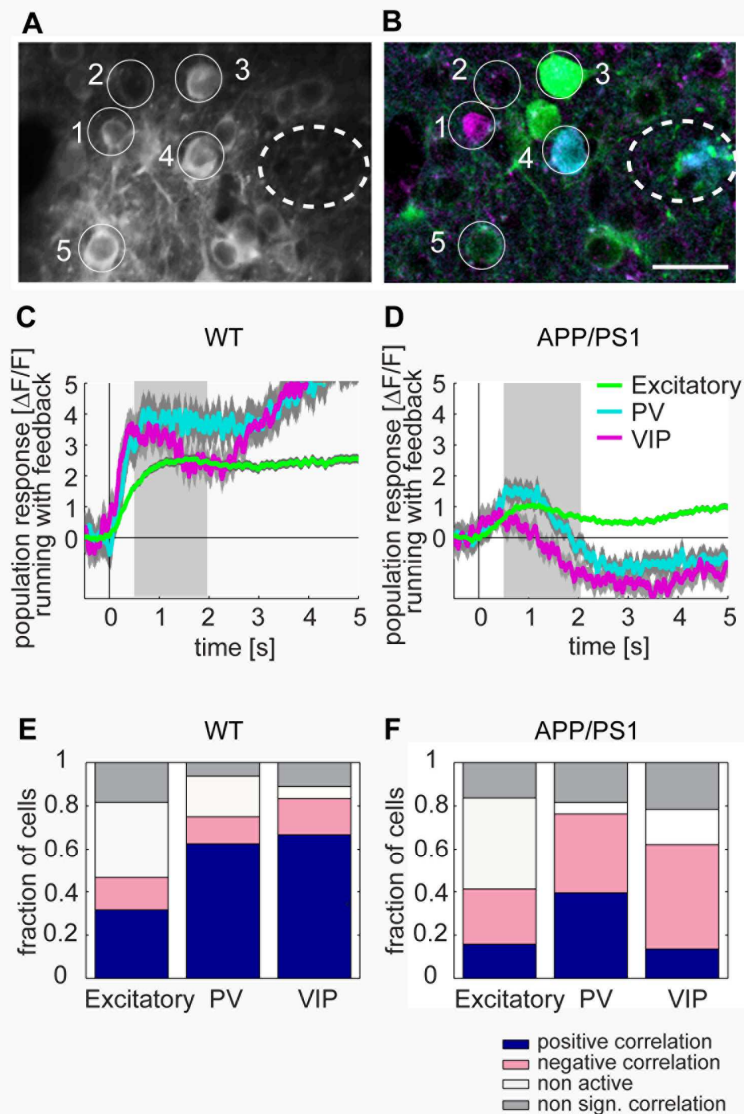 A
B
2
3
1
4
5
2
3
1
4
5
C
WT
D
APP/PS1
population response [ΔF/F]
running with feedback
5
4
3
2
1
0
0
1
2
3
4
5
time [s]
population response [ΔF/F]
running with feedback
5
4
3
2
1
0
0
1
2
3
4
5
time [s]
Excitatory
PV
VIP
E
WT
F
APP/PS1
fraction of cells
1
0.8
0.6
0.4
0.2
0
Excitatory
PV
VIP
fraction of cells
1
0.8
0.6
0.4
0.2
0
Excitatory
PV
VIP
positive correlation
negative correlation
non active
non sign. correlation